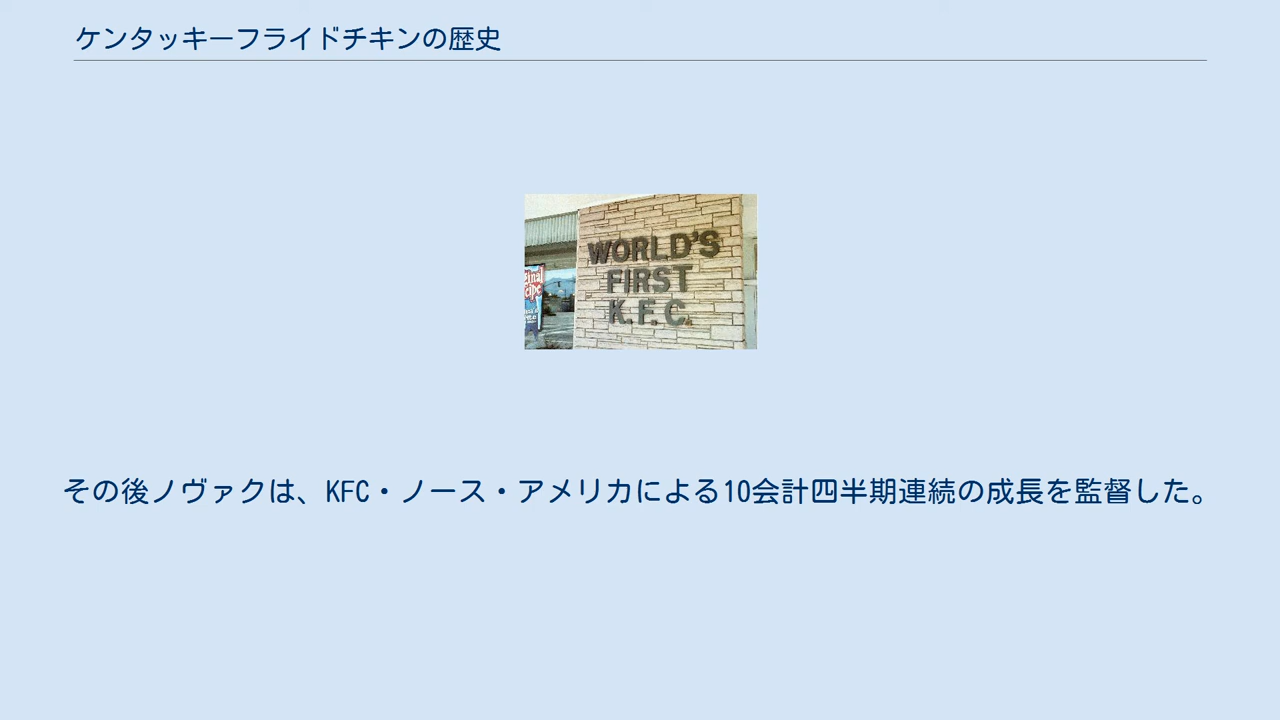 ケンタッキーフライドチキンの歴史
WORLD'S
FIRST
K.F.C.
その後ノヴァクは、KFC・ノース・アメリカによる10会計四半期連続の成長を監督した。